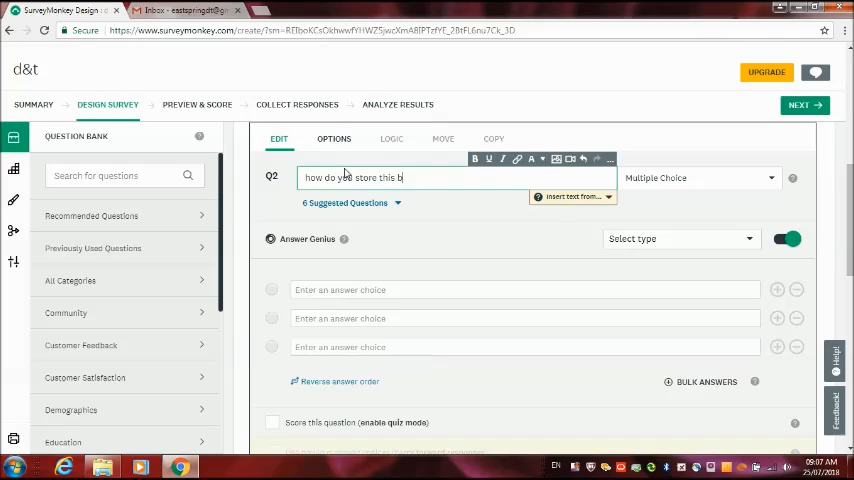 SurveyMonkey Design :
Inbox - eastspringdt@gm
Secure
https://www.surveymonkey.com/create/?sm=REIboKCsOkhwwfYHWZ5jwcXmA8IPTzfYE_2BtFL6nu7Ck_3D
d&t
UPGRADE
SUMMARY
DESIGN SURVEY
PREVIEW & SCORE
COLLECT RESPONSES
ANALYZE RESULTS
NEXT
QUESTION BANK
Search for questions
Recommended Questions
Previously Used Questions
All Categories
Community
Customer Feedback
Customer Satisfaction
Demographics
Education
EDIT
OPTIONS
LOGIC
MOVE
COPY
B U I A ...
Q2
how do you store this b
Multiple Choice
insert text from...
6 Suggested Questions
Answer Genius
Select type
Enter an answer choice
Enter an answer choice
Enter an answer choice
Reverse answer order
BULK ANSWERS
Score this question (enable quiz mode)
Help!
Feedback!
EN
09:07 AM
25/07/2018